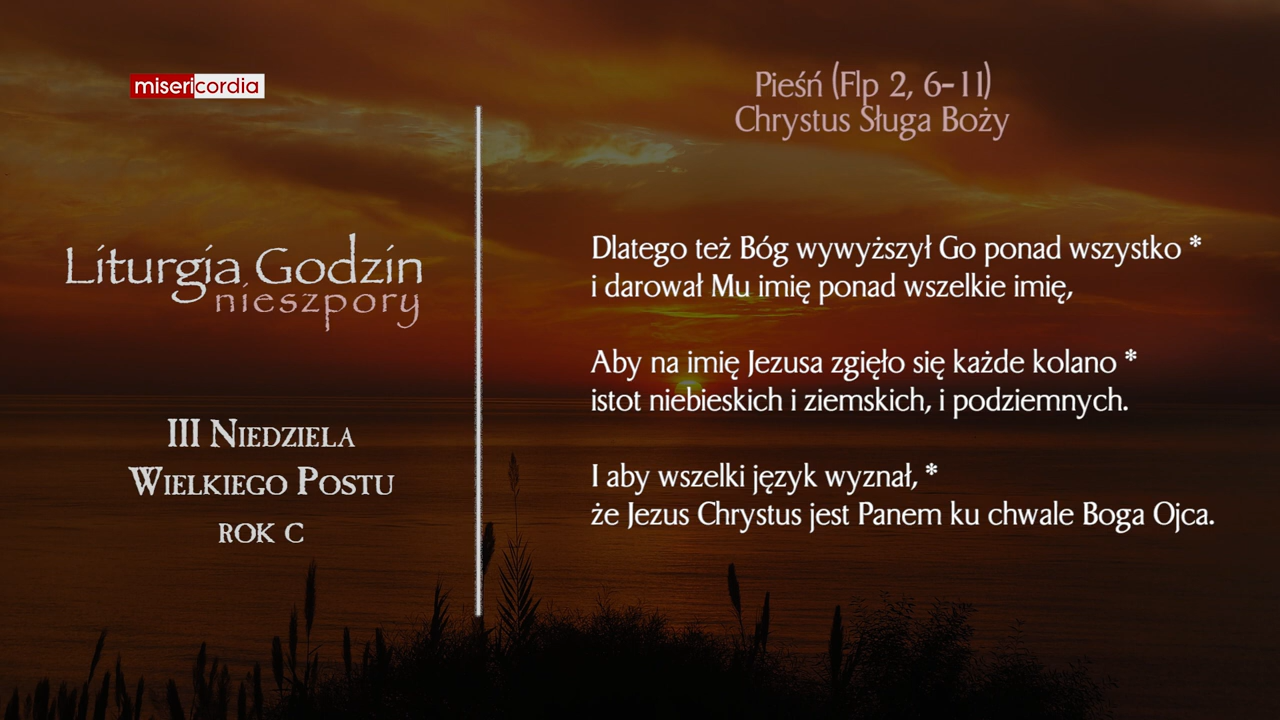 misericordia
Liturgia Godzin
nieszpory
III Niedziela
Wielkiego Postu
rok C
Pieśń (Flp 2, 6-11)
Chrystus Sługa Boży
Dlatego też Bóg wywyższył Go ponad wszystko *
i darował Mu imię ponad wszelkie imię,
Aby na imię Jezusa zgięło się każde kolano *
istot niebieskich i ziemskich, i podziemnych.
I aby wszelki język wyznał, *
że Jezus Chrystus jest Panem ku chwale Boga Ojca.